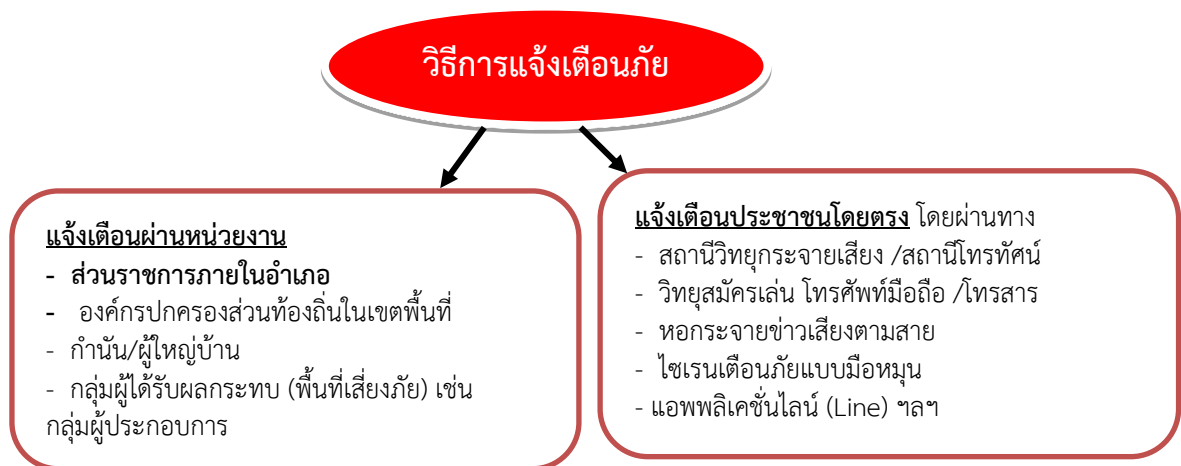 วิธีการแจ้งเตือนภัย
แจ้งเตือนผ่านหน่วยงาน
- ส่วนราชการภายในอำเภอ
- องค์กรปกครองส่วนท้องถิ่นในเขตพื้นที่
- กำนัน/ผู้ใหญ่บ้าน
- กลุ่มผู้ได้รับผลกระทบ (พื้นที่เสี่ยงภัย) เช่น
กลุ่มผู้ประกอบการ
แจ้งเตือนประชาชนโดยตรง โดยผ่านทาง
- สถานีวิทยุกระจายเสียง /สถานีโทรทัศน์
- วิทยุสมัครเล่น โทรศัพท์มือถือ /โทรสาร
- หอกระจายข่าวเสียงตามสาย
- ไซเรนเตือนภัยแบบมือหมุน
- แอพพลิเคชั่นไลน์ (Line) ฯลฯ